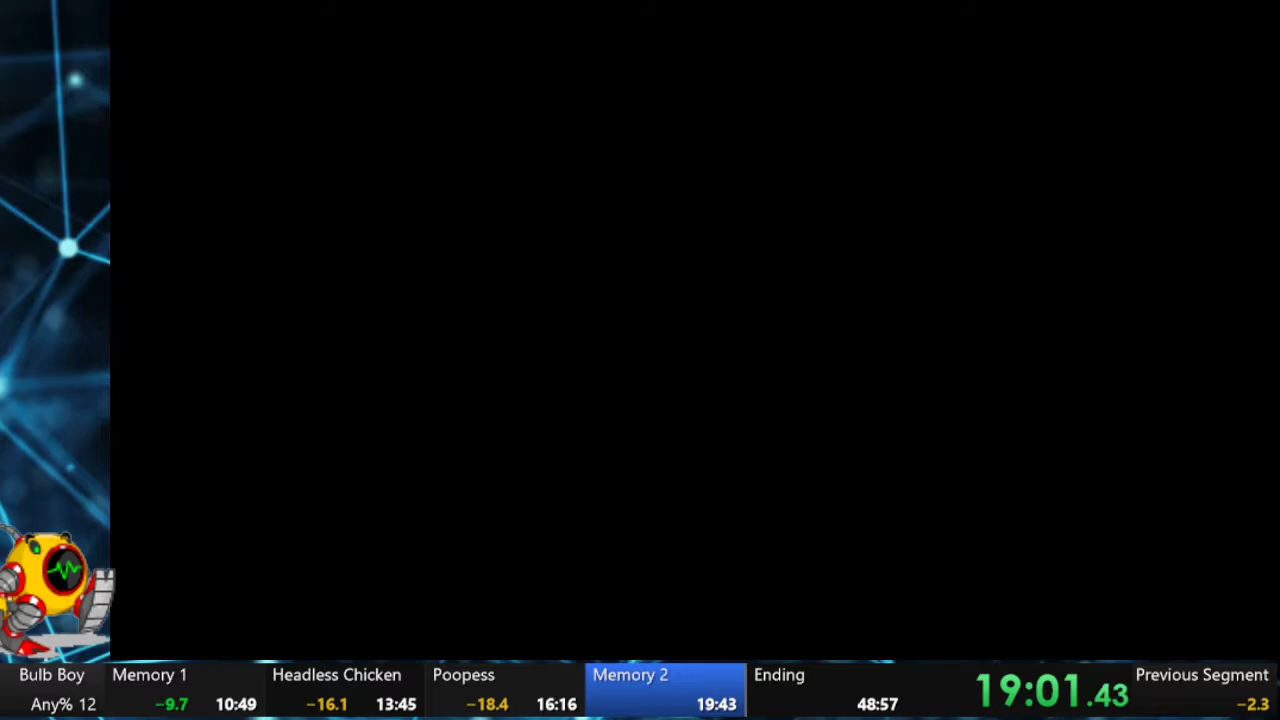 Bulb Boy
Any% 12
Memory 1
−9.7 10:49
Headless Chicken
−16.1 13:45
Poopess
−18.4 16:16
Memory 2
19:43
Ending
48:57
19:01.43
Previous Segment
−2.3